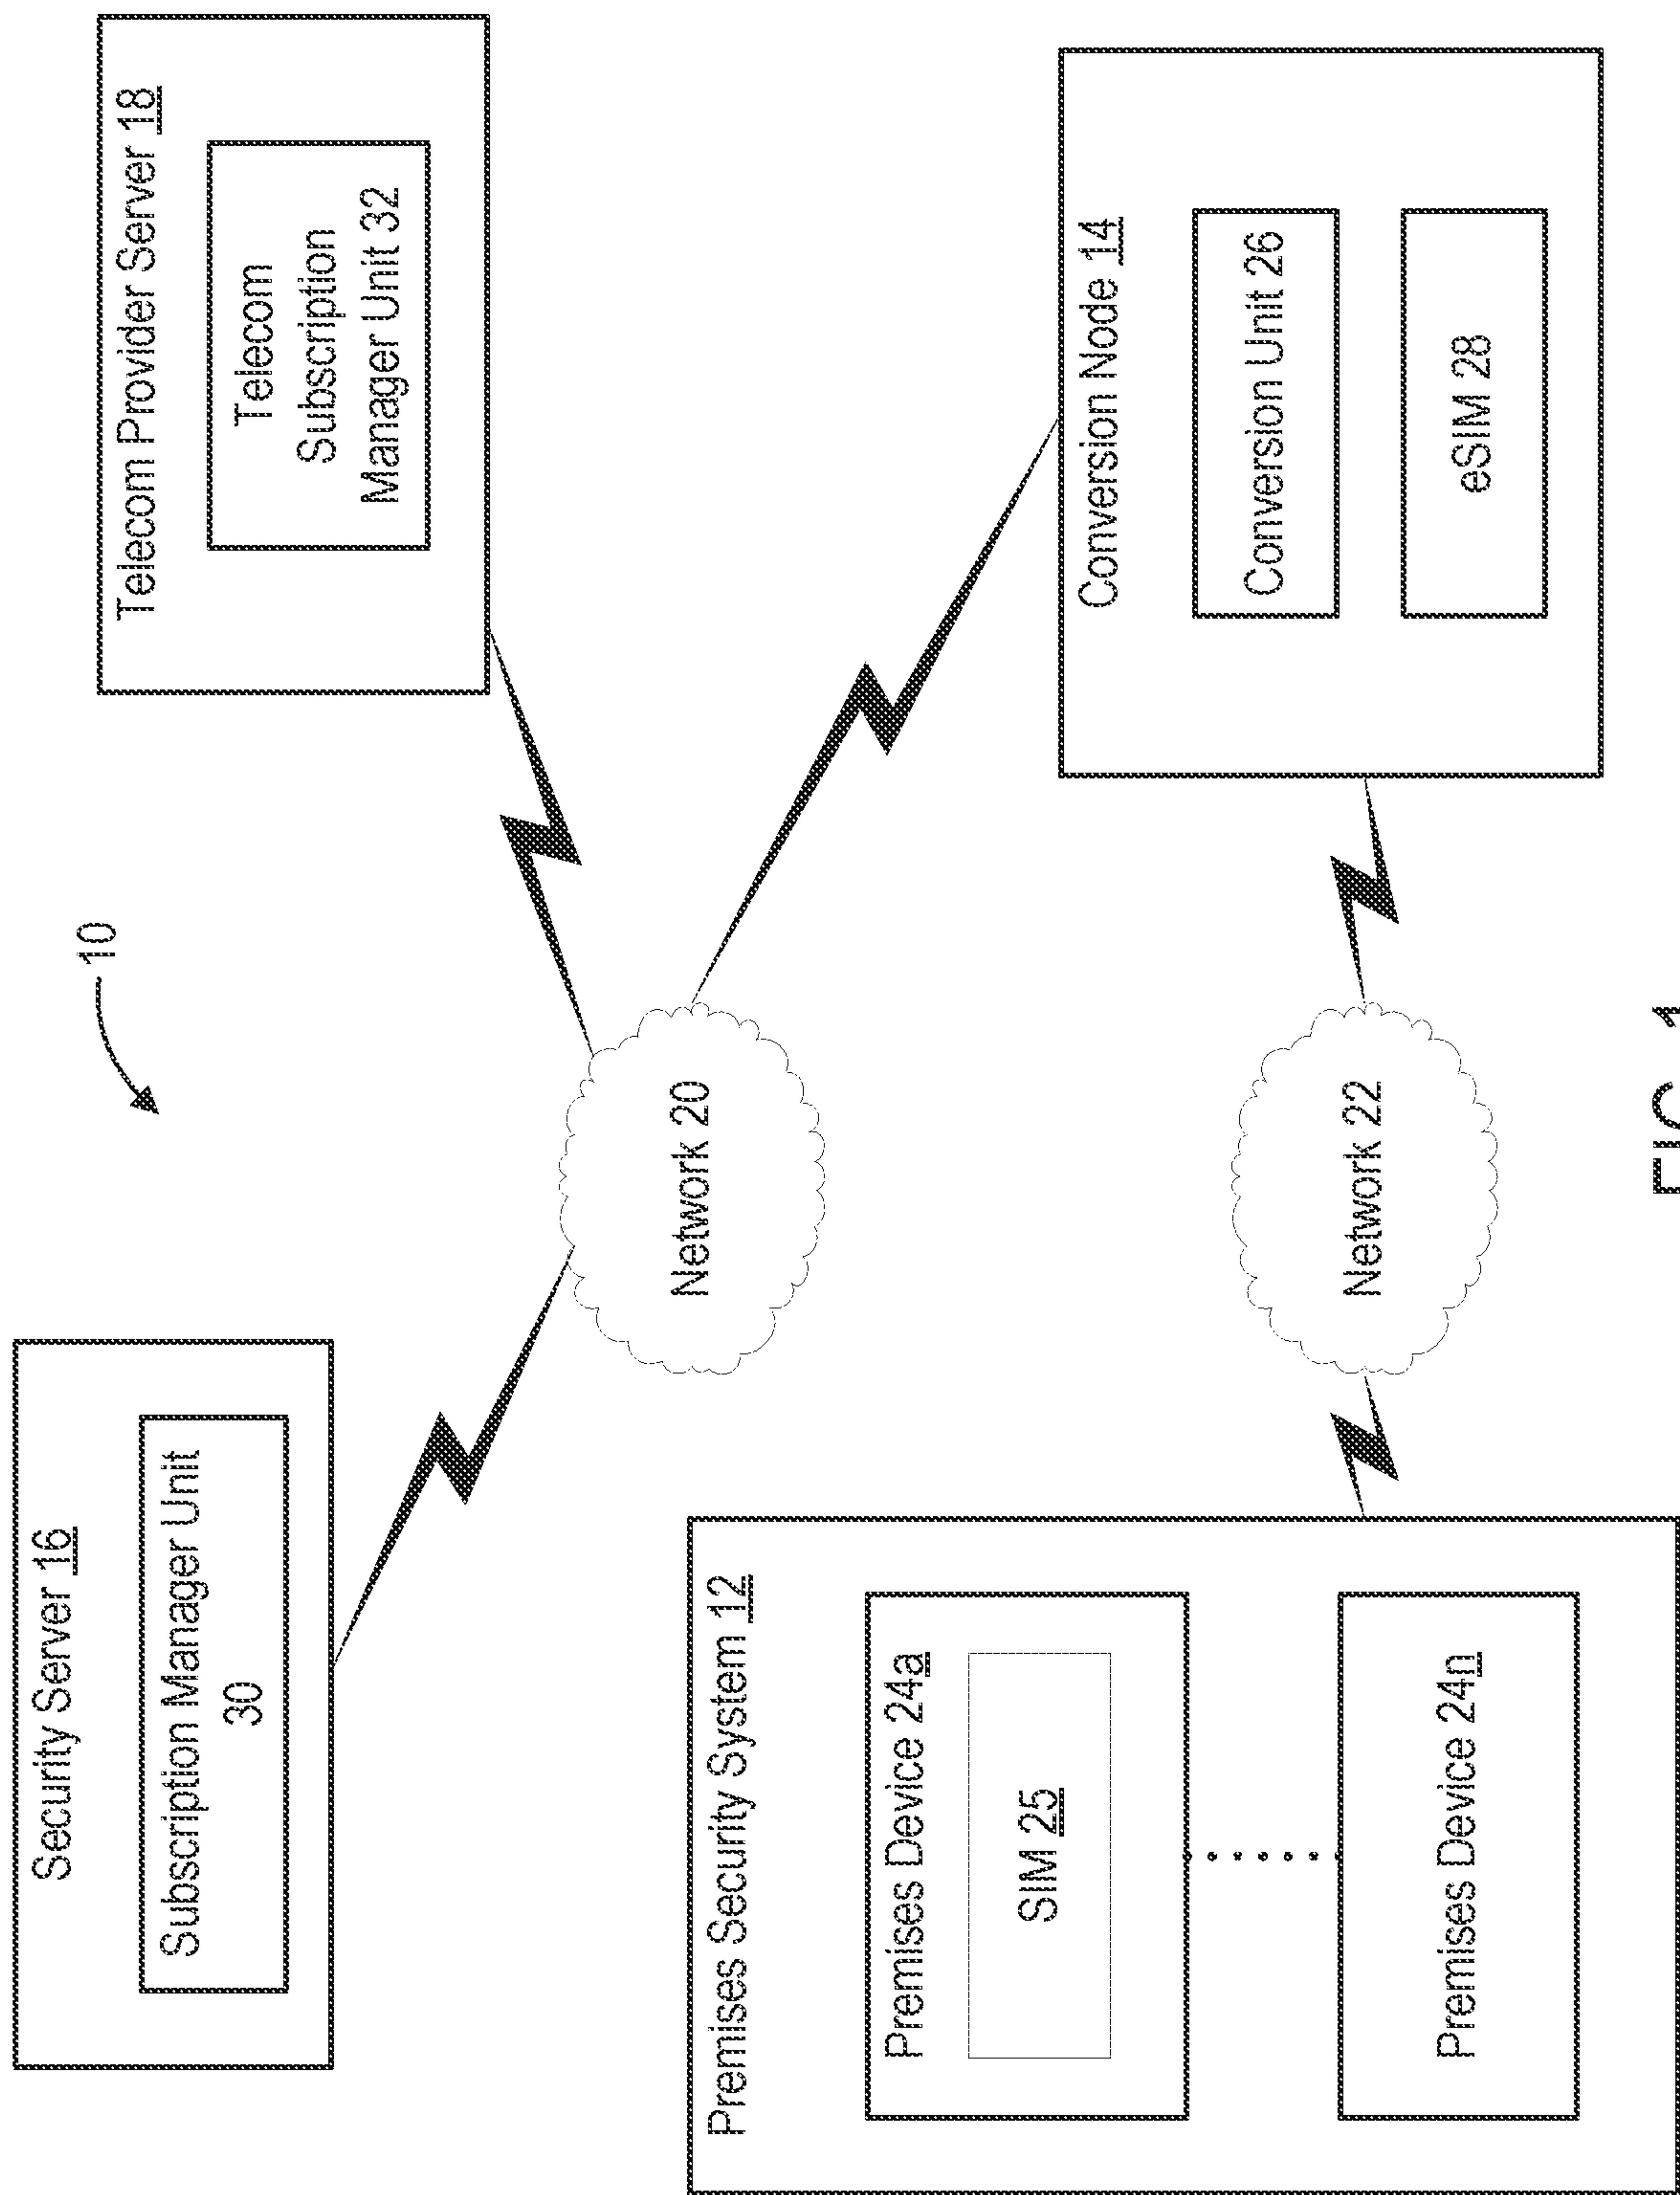 10
Security Server 16
Subscription Manager Unit
30
Telecom Provider Server 18
Telecom
Subscription
Manager Unit 32
Network 20
Premises Security System 12
Premises Device 24a
SIM 25
Premises Device 24n
Network 22
Conversion Node 14
Conversion Unit 26
eSIM 28
FIG. 1